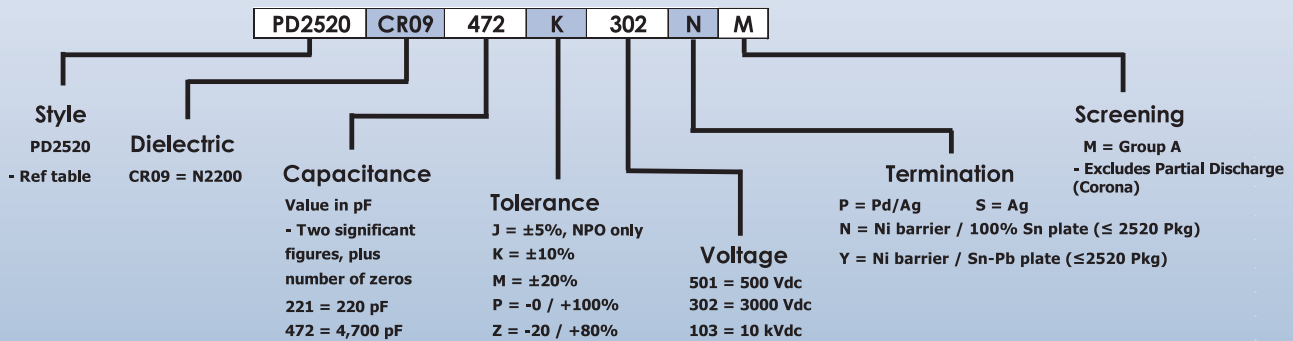 PD2520 CR09 472 K 302 N M
Style
PD2520
- Ref table
Dielectric
CR09 = N2200
Capacitance
Value in pF
- Two significant
figures, plus
number of zeros
221 = 220 pF
472 = 4,700 pF
Tolerance
J = ±5%, NPO only
K = ±10%
M = ±20%
P = -0 / +100%
Z = -20 / +80%
Voltage
501 = 500 Vdc
302 = 3000 Vdc
103 = 10 kVdc
Termination
P = Pd/Ag S = Ag
N = Ni barrier / 100% Sn plate (≤ 2520 Pkg)
Y = Ni barrier / Sn-Pb plate (≤2520 Pkg)
Screening
M = Group A
- Excludes Partial Discharge
(Corona)